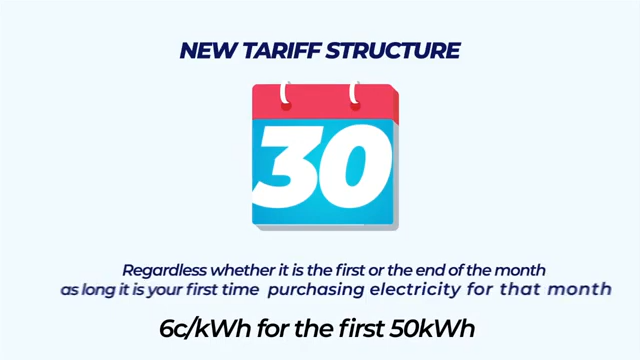 NEW TARIFF STRUCTURE
30
Regardless whether it is the first or the end of the month
as long it is your first time purchasing electricity for that month
6c/kWh for the first 50kWh